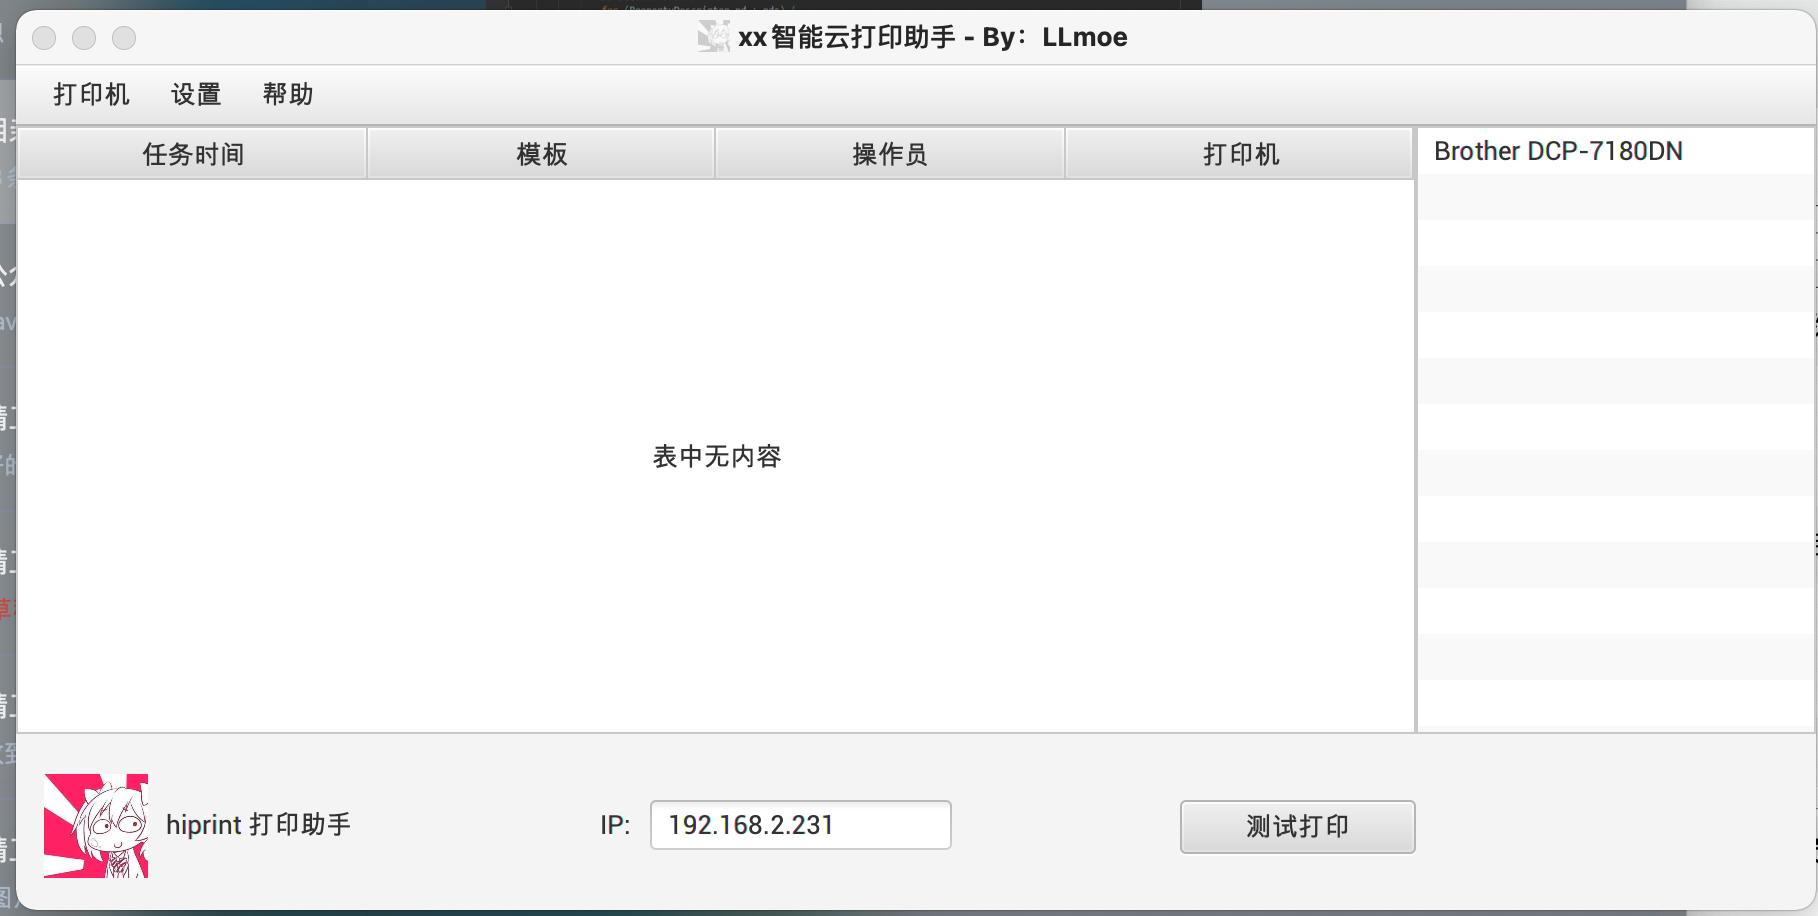 xx智能云打印助手 - By：LLmoe
打印机 设置 帮助
任务时间 模板 操作员 打印机
Brother DCP-7180DN
表中无内容
hiprint 打印助手
IP: 192.168.2.231
测试打印